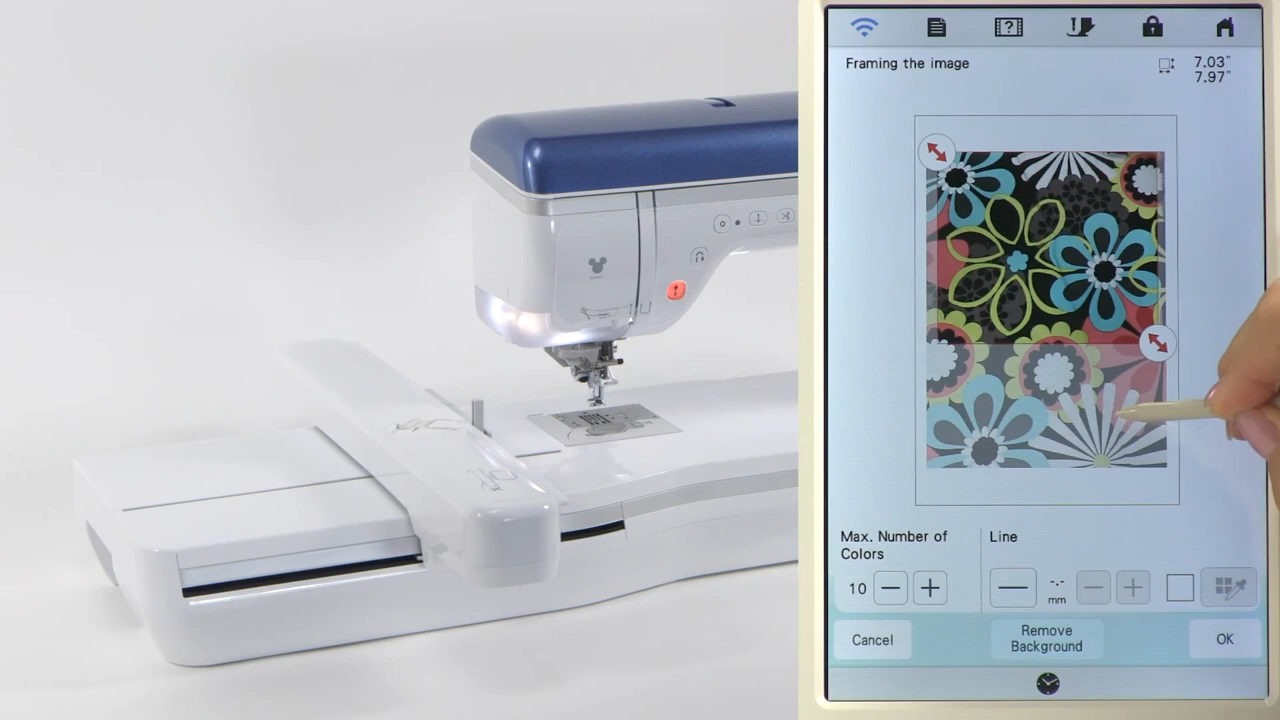 Framing the image
7.03"
7.97"
Max. Number of
Colors
Line
10
-.-
mm
Cancel
Remove
Background
OK